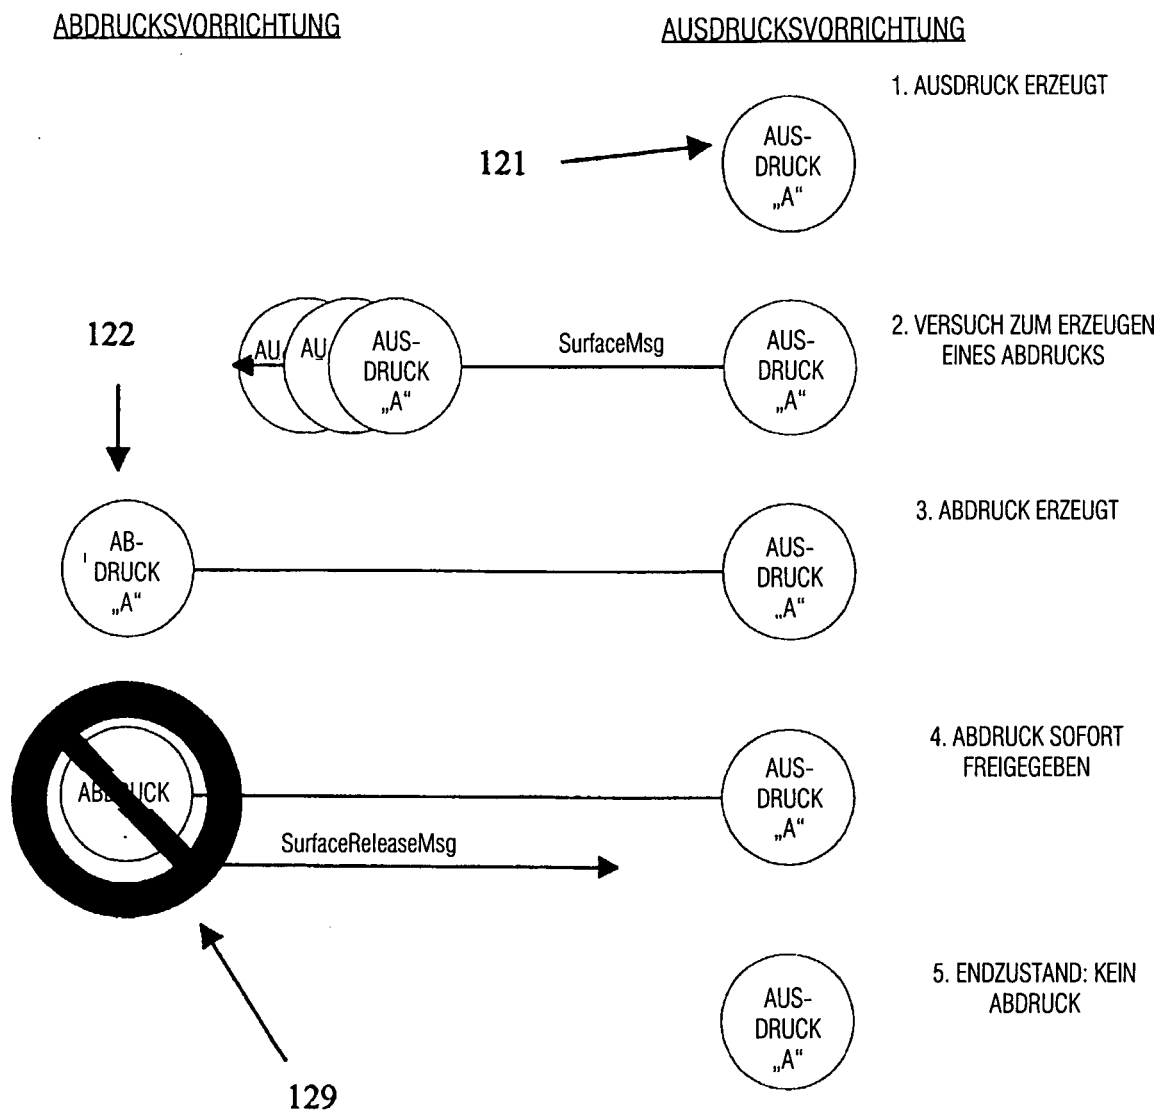 ABDRUCKSVORRICHTUNG
AUSDRUCKSVORRICHTUNG
1. AUSDRUCK ERZEUGT
121
AUS-
DRUCK
„A“
122
AU
AU
AUS-
DRUCK
„A“
SurfaceMsg
AUS-
DRUCK
„A“
2. VERSUCH ZUM ERZEUGEN
EINES ABDRUCKS
AB-
DRUCK
„A“
AUS-
DRUCK
„A“
3. ABDRUCK ERZEUGT
ABDRUCK
AUS-
DRUCK
„A“
4. ABDRUCK SOFORT
FREIGEGEBEN
SurfaceReleaseMsg
129
AUS-
DRUCK
„A“
5. ENDZUSTAND: KEIN
ABDRUCK